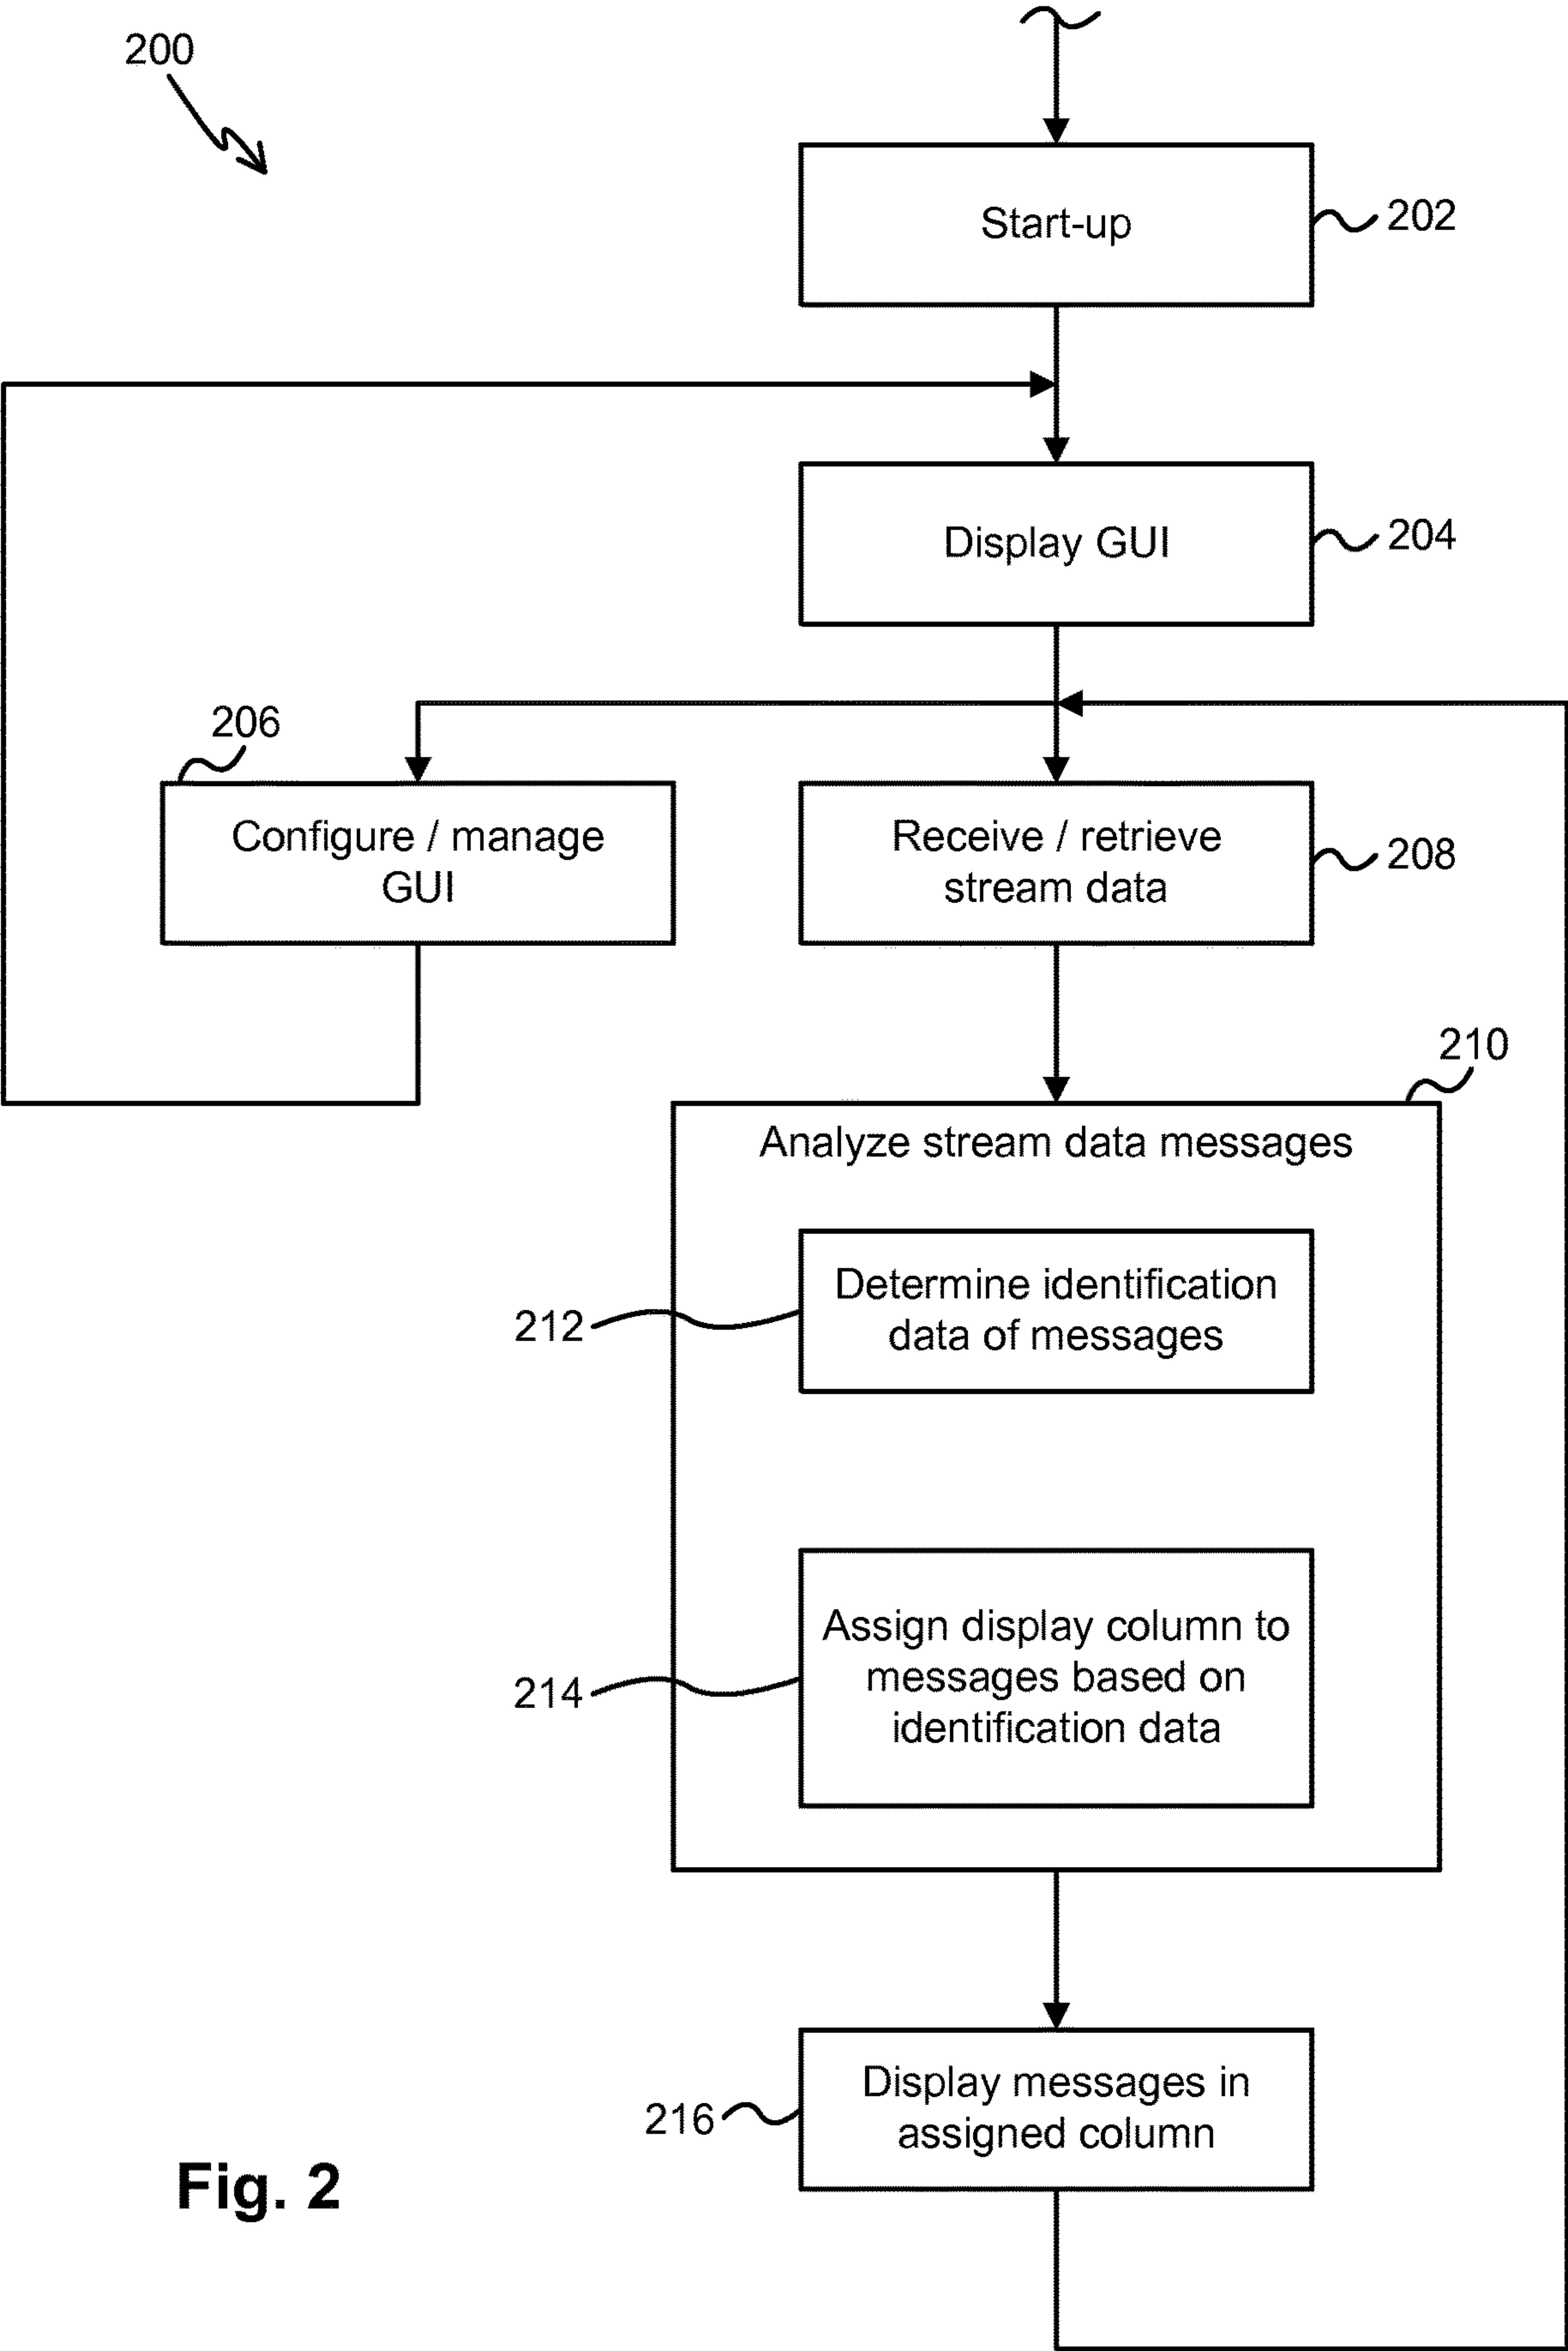 200
Start-up
202
Display GUI
204
206
Configure / manage
GUI
Receive / retrieve
stream data
208
210
Analyze stream data messages
Determine identification
data of messages
212
Assign display column to
messages based on
identification data
214
Display messages in
assigned column
216
Fig. 2